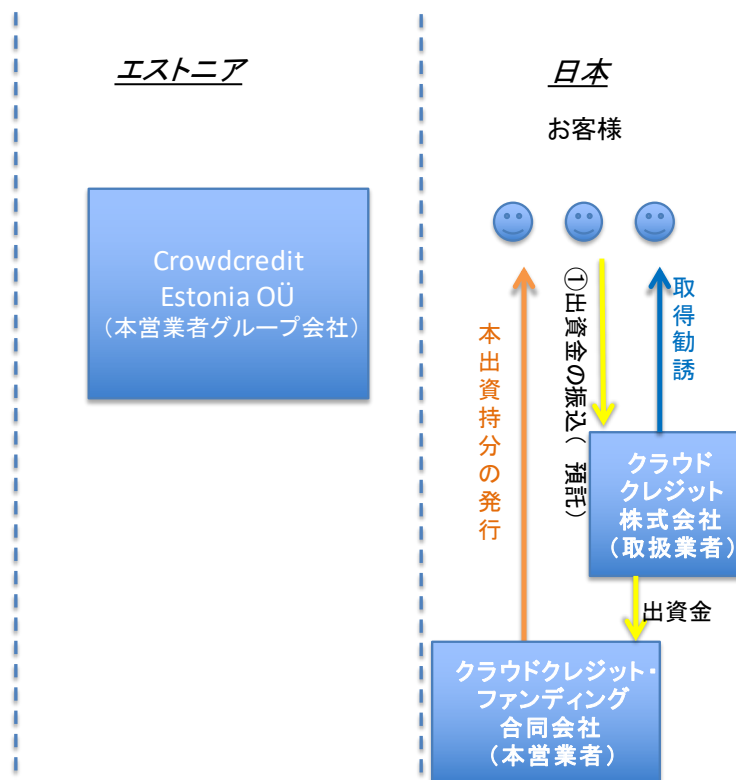 エストニア
日本
お客様
Crowdcredit
Estonia OÜ
（本営業者グループ会社）
本出資持分の発行
①出資金の振込（ 預託）
取得勧誘
クラウド
クレジット
株式会社
（取扱業者）
出資金
クラウドクレジット・
ファンディング
合同会社
（本営業者）